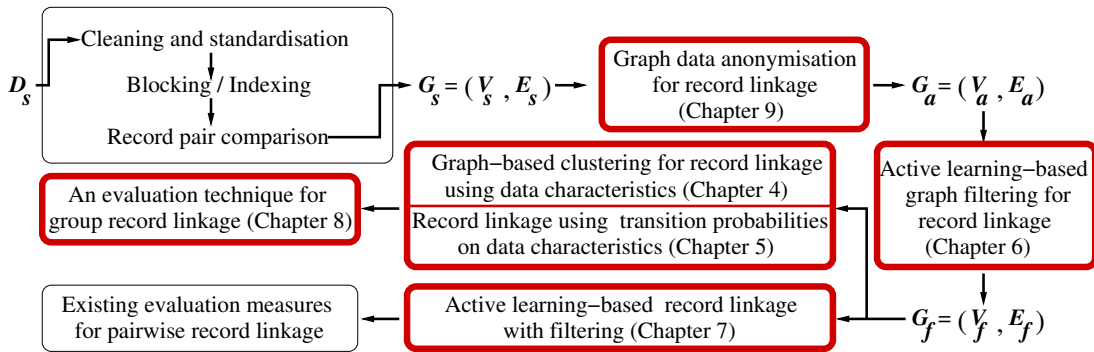 Cleaning and standardisation
D_s
Blocking / Indexing
Record pair comparison
G_s = (V_s , E_s)
Graph data anonymisation
for record linkage
(Chapter 9)
G_a = (V_a , E_a)
Active learning−based
graph filtering for
record linkage
(Chapter 6)
G_f = (V_f , E_f)
Graph−based clustering for record linkage
using data characteristics (Chapter 4)
Record linkage using transition probabilities
on data characteristics (Chapter 5)
An evaluation technique for
group record linkage (Chapter 8)
Active learning−based record linkage
with filtering (Chapter 7)
Existing evaluation measures
for pairwise record linkage